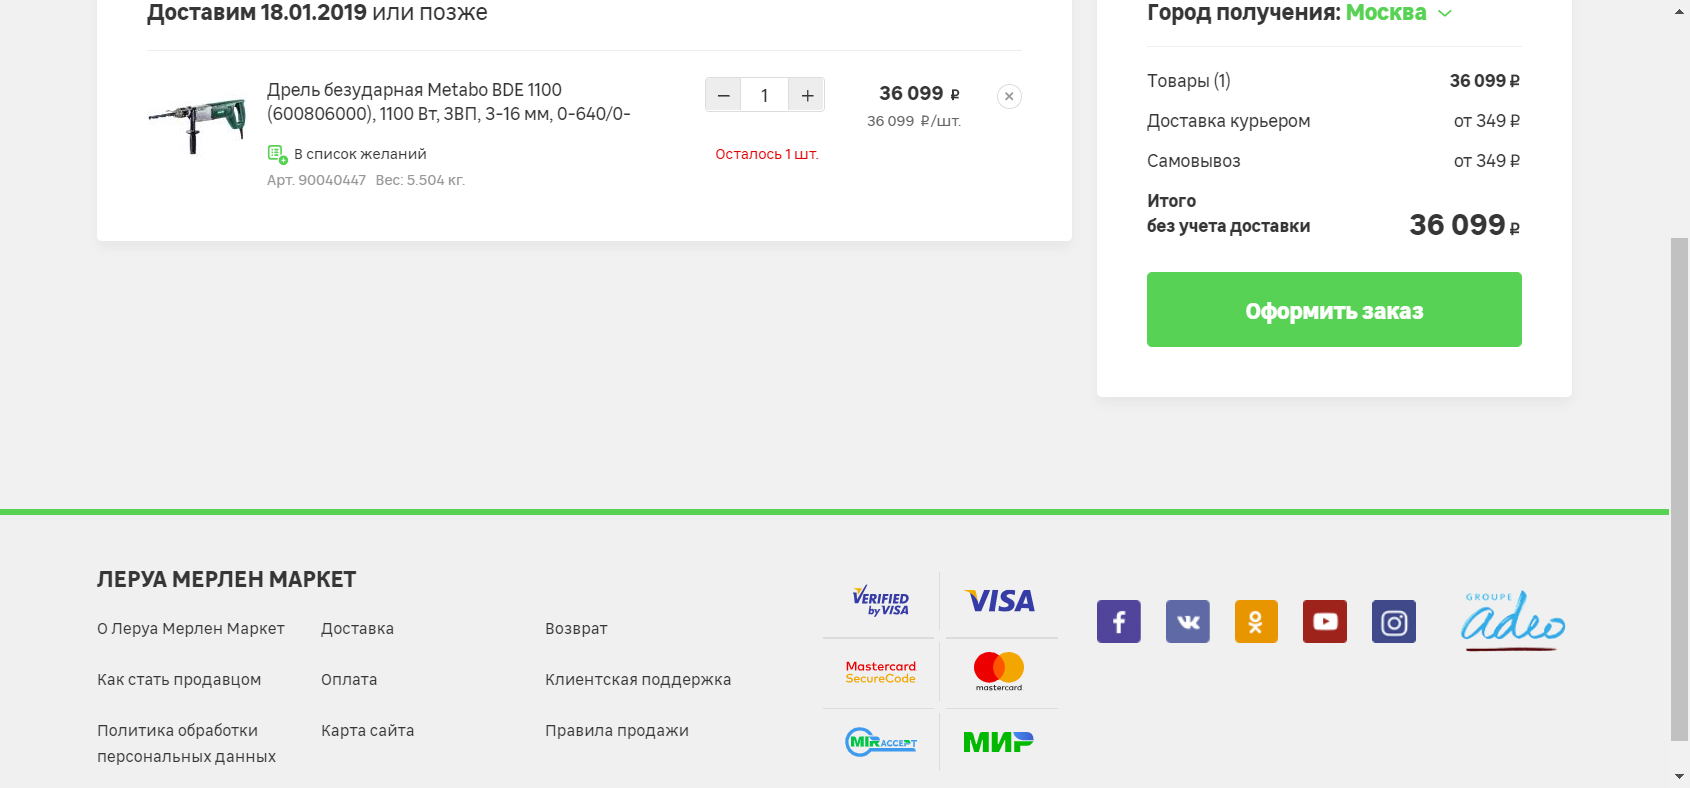 Доставим 18.01.2019 или позже
Дрель безударная Metabo BDE 1100
(600806000), 1100 Вт, ЗВП, 3-16 мм, 0-640/0-
В список желаний
Арт. 90040447 Вес: 5.504 кг.
− 1 +
Осталось 1 шт.
36 099 ₽
36 099 ₽/шт.
Город получения: Москва
Товары (1) 36 099 ₽
Доставка курьером от 349 ₽
Самовывоз от 349 ₽
Итого
без учета доставки 36 099 ₽
Оформить заказ
ЛЕРУА МЕРЛЕН МАРКЕТ
О Леруа Мерлен Маркет
Как стать продавцом
Политика обработки
персональных данных
Доставка
Оплата
Карта сайта
Возврат
Клиентская поддержка
Правила продажи
VERIFIED
by VISA
VISA
Mastercard
SecureCode
mastercard
MIR ACCEPT
МИР
GROUPE
adeo